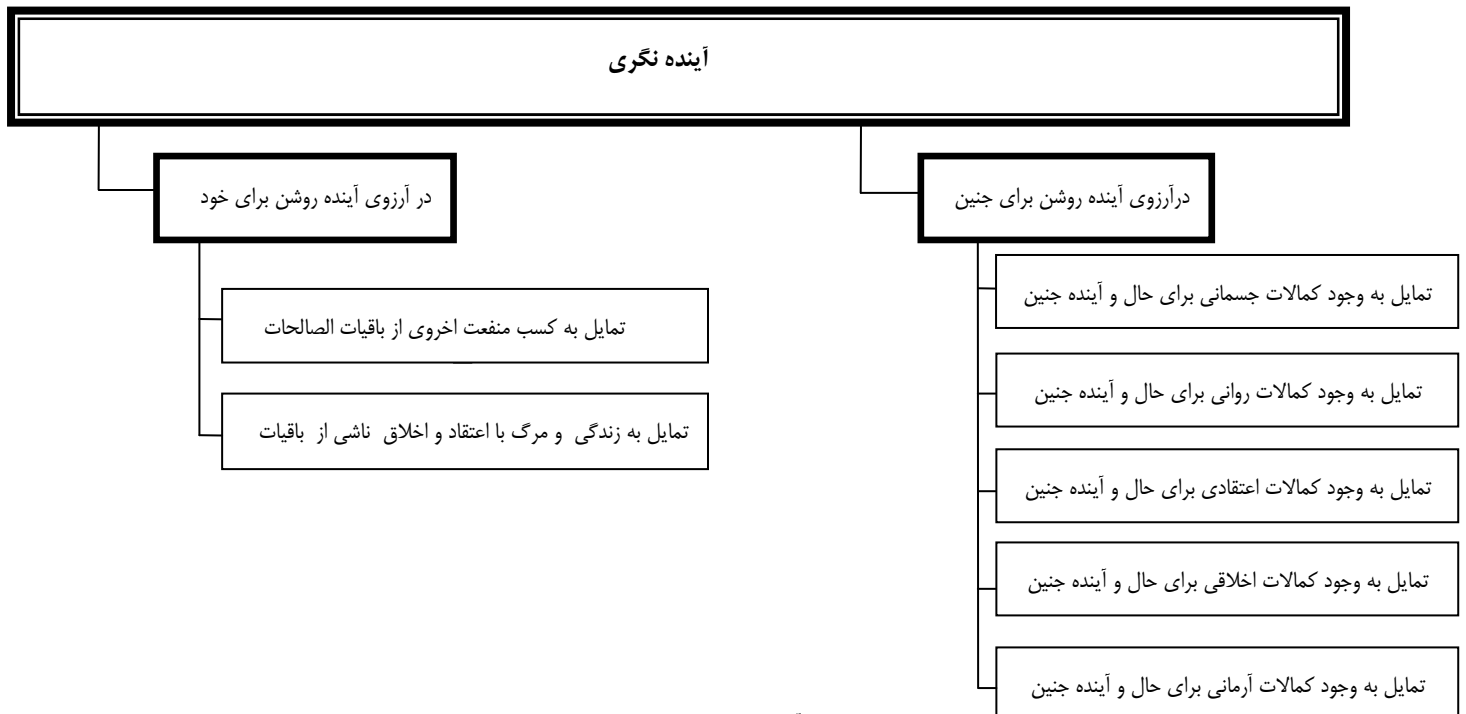 آینده نگری
درآرزوی آینده روشن برای جنین
تمایل به وجود کمالات جسمانی برای حال و آینده جنین
تمایل به وجود کمالات روانی برای حال و آینده جنین
تمایل به وجود کمالات اعتقادی برای حال و آینده جنین
تمایل به وجود کمالات اخلاقی برای حال و آینده جنین
تمایل به وجود کمالات آرمانی برای حال و آینده جنین
در آرزوی آینده روشن برای خود
تمایل به کسب منفعت اخروی از باقیات الصالحات
تمایل به زندگی و مرگ با اعتقاد و اخلاق ناشی از باقیات